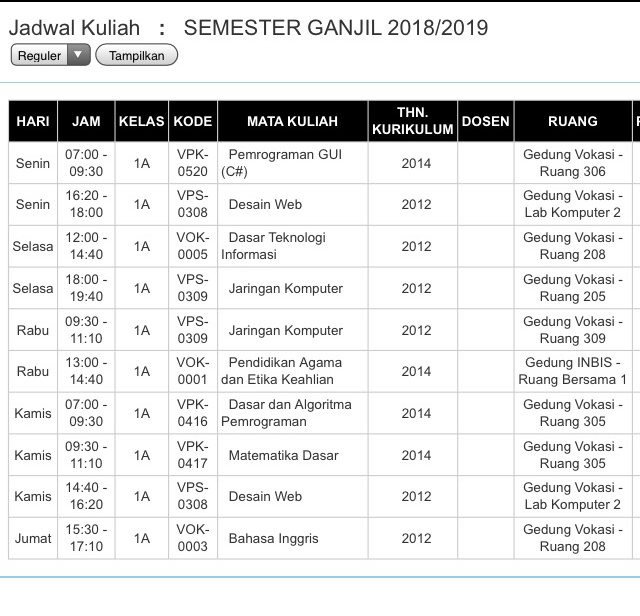 Jadwal Kuliah : SEMESTER GANJIL 2018/2019
Reguler ▼ Tampilkan
HARI JAM KELAS KODE MATA KULIAH THN. KURIKULUM DOSEN RUANG
Senin 07:00 - 09:30 1A VPK-0520 Pemrograman GUI (C#) 2014 Gedung Vokasi - Ruang 306
Senin 16:20 - 18:00 1A VPS-0308 Desain Web 2012 Gedung Vokasi - Lab Komputer 2
Selasa 12:00 - 14:40 1A VOK-0005 Dasar Teknologi Informasi 2012 Gedung Vokasi - Ruang 208
Selasa 18:00 - 19:40 1A VPS-0309 Jaringan Komputer 2012 Gedung Vokasi - Ruang 205
Rabu 09:30 - 11:10 1A VPS-0309 Jaringan Komputer 2012 Gedung Vokasi - Ruang 309
Rabu 13:00 - 14:40 1A VOK-0001 Pendidikan Agama dan Etika Keahlian 2014 Gedung INBIS - Ruang Bersama 1
Kamis 07:00 - 09:30 1A VPK-0416 Dasar dan Algoritma Pemrograman 2014 Gedung Vokasi - Ruang 305
Kamis 09:30 - 11:10 1A VPK-0417 Matematika Dasar 2014 Gedung Vokasi - Ruang 305
Kamis 14:40 - 16:20 1A VPS-0308 Desain Web 2012 Gedung Vokasi - Lab Komputer 2
Jumat 15:30 - 17:10 1A VOK-0003 Bahasa Inggris 2012 Gedung Vokasi - Ruang 208